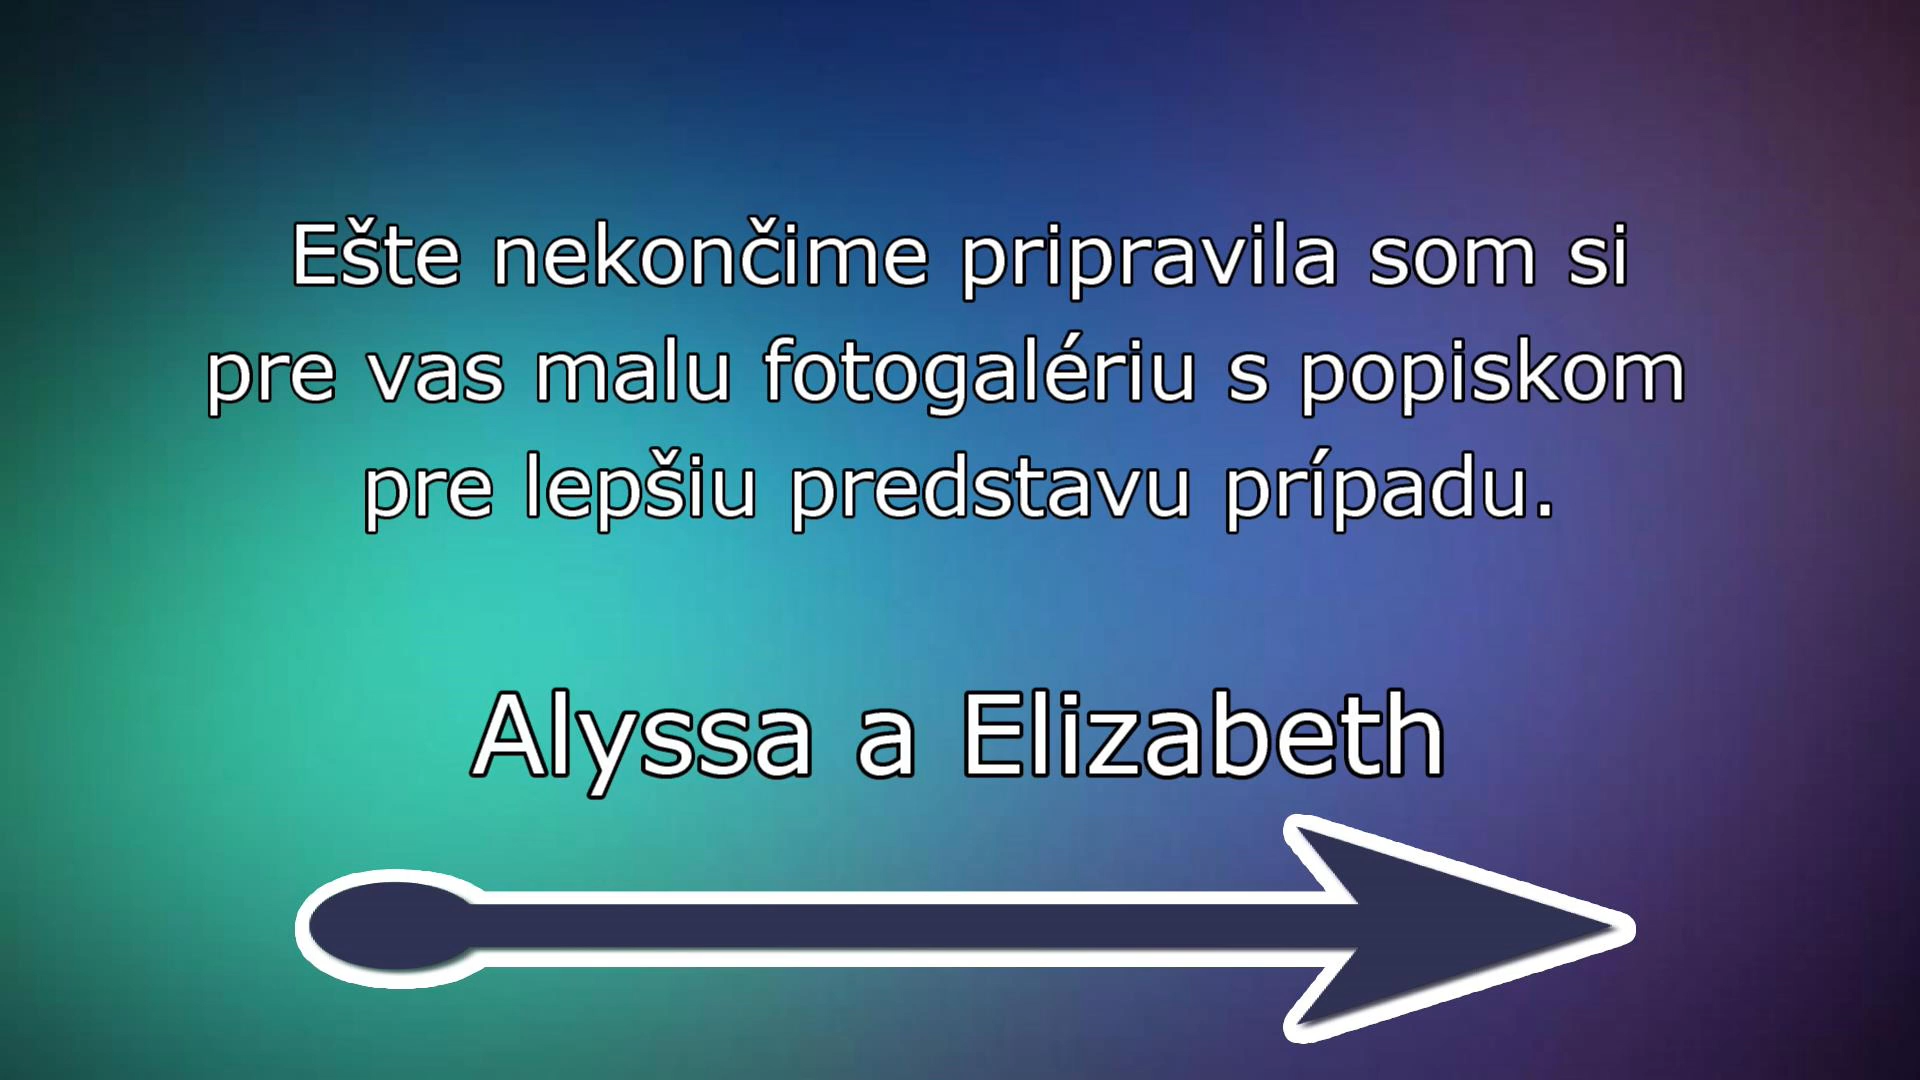 Ešte nekončime pripravila som si
pre vas malu fotogalériu s popiskom
pre lepšiu predstavu prípadu.
Alyssa a Elizabeth